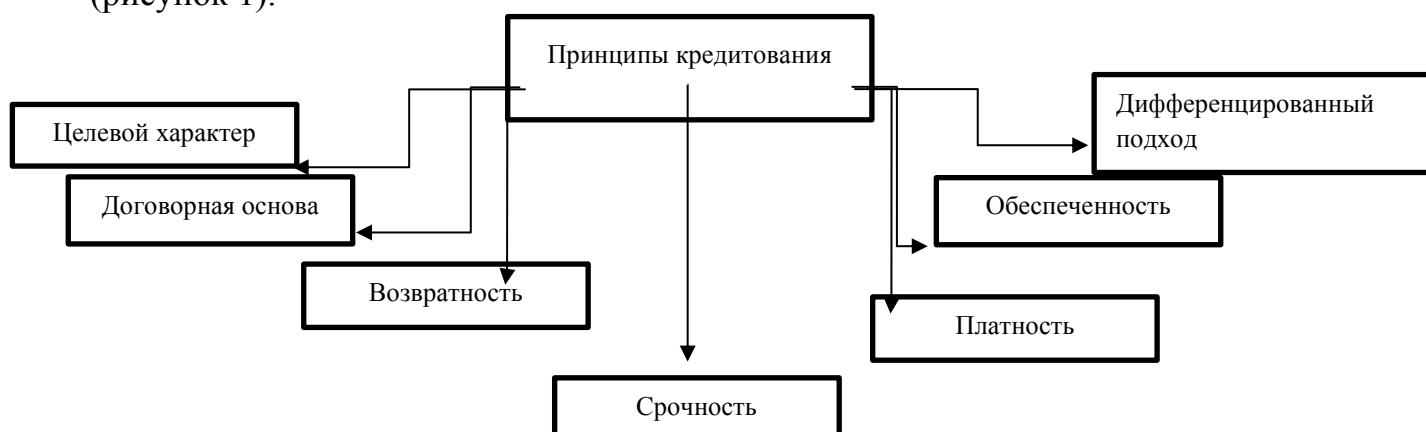 (рисунок 1).
Принципы кредитования
Целевой характер
Дифференцированный
подход
Договорная основа
Обеспеченность
Возвратность
Платность
Срочность